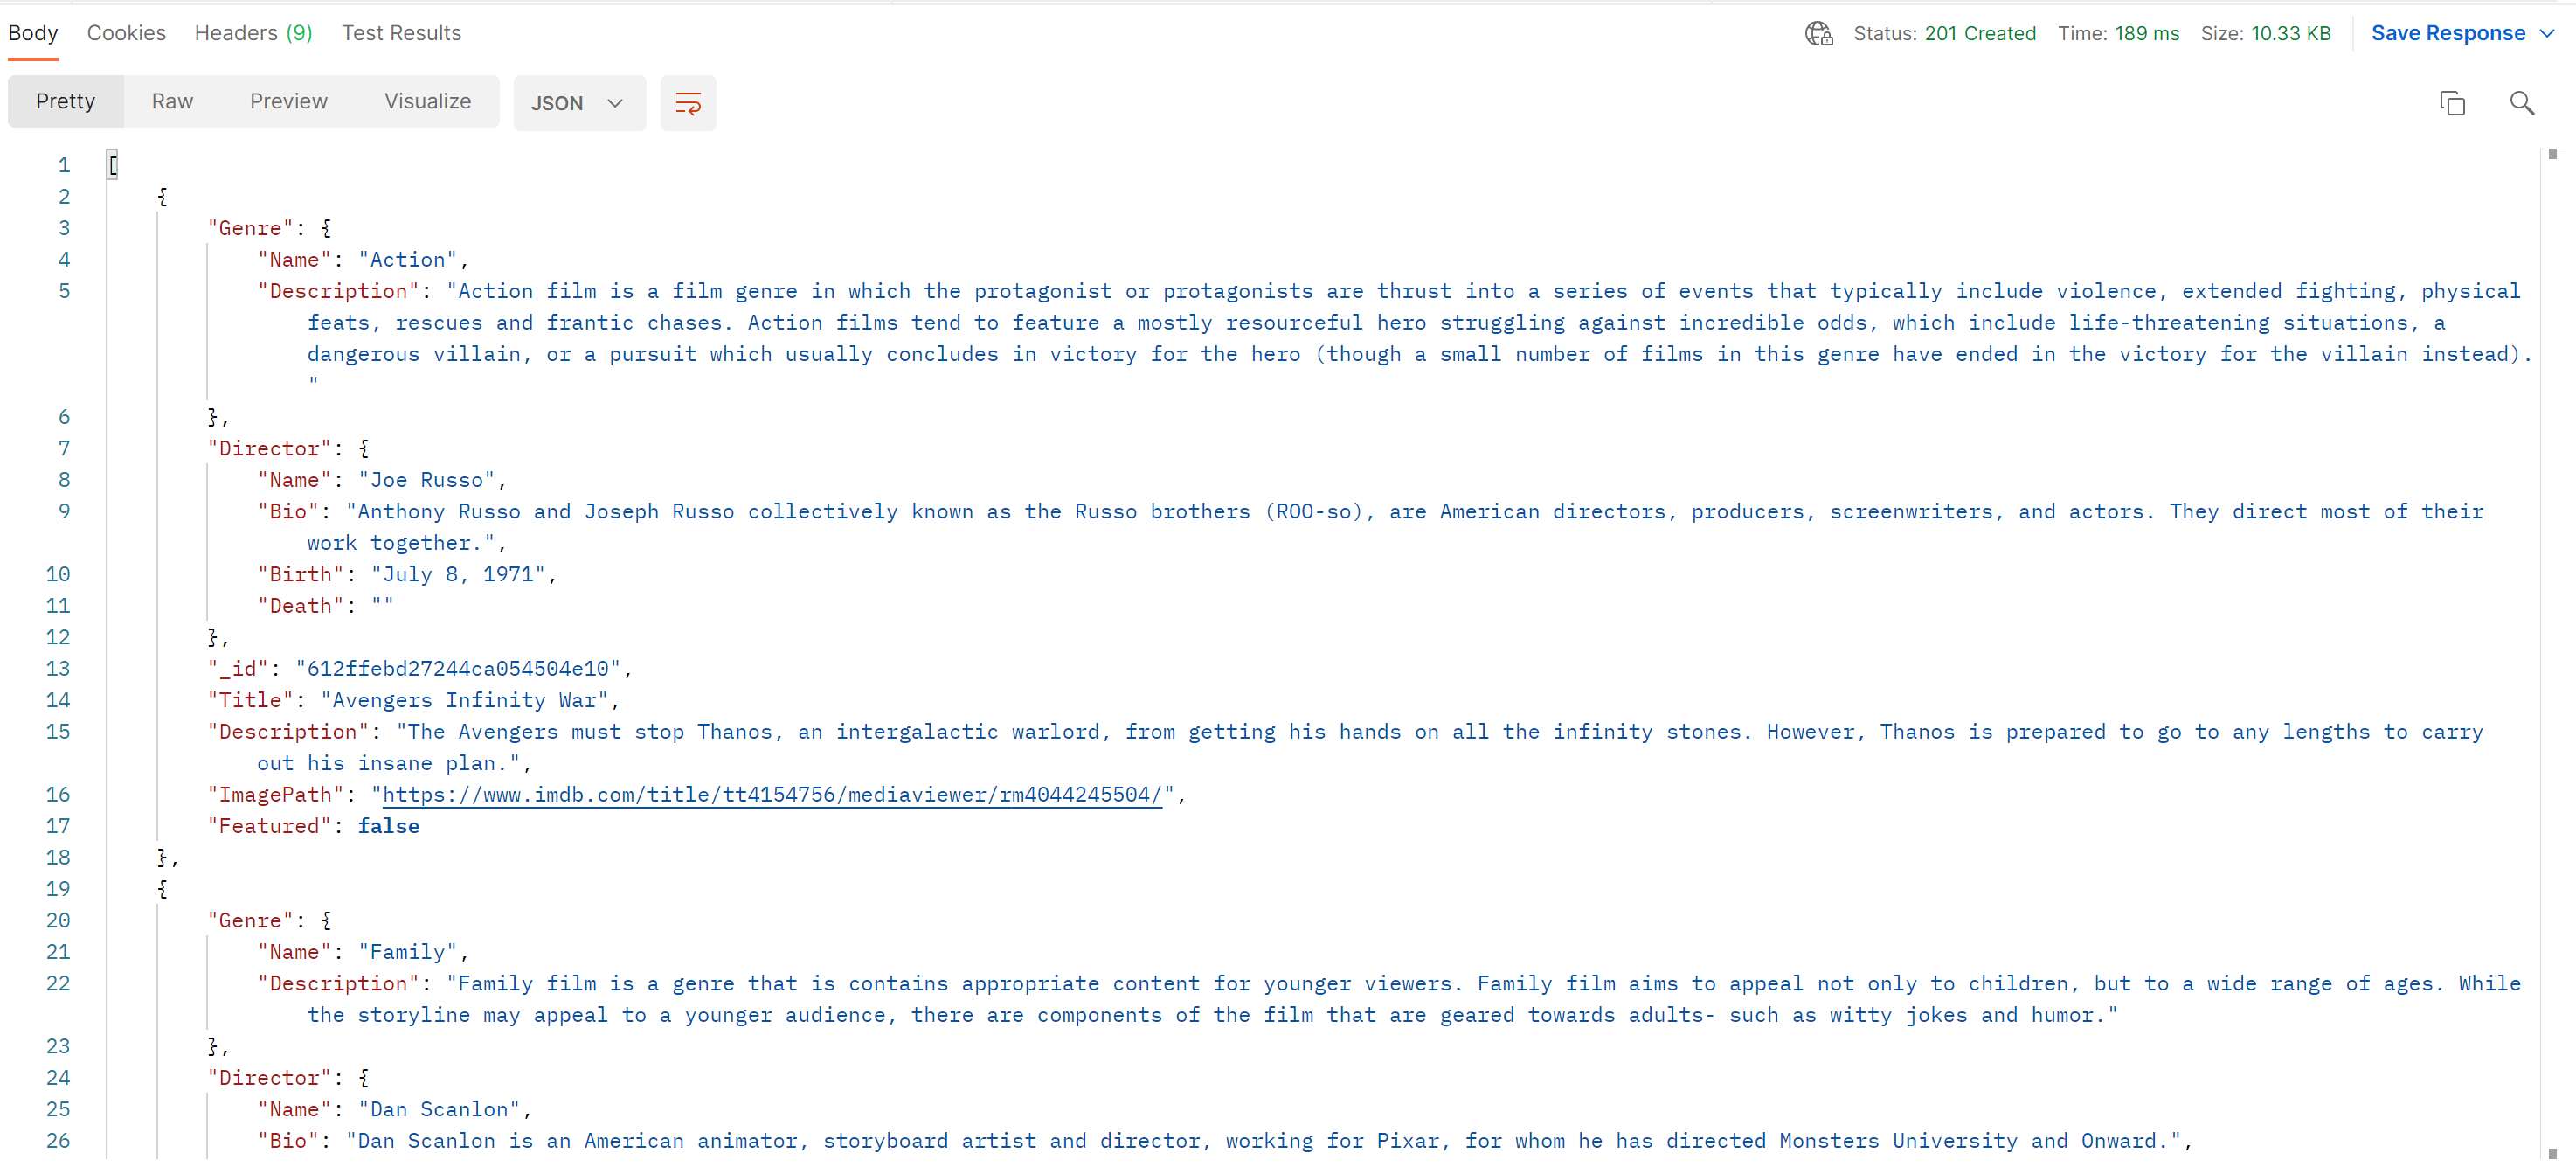 Body Cookies Headers (9) Test Results Status: 201 Created Time: 189 ms Size: 10.33 KB Save Response
Pretty Raw Preview Visualize JSON
1 [
2 {
3 "Genre": {
4 "Name": "Action",
5 "Description": "Action film is a film genre in which the protagonist or protagonists are thrust into a series of events that typically include violence, extended fighting, physical
feats, rescues and frantic chases. Action films tend to feature a mostly resourceful hero struggling against incredible odds, which include life-threatening situations, a
dangerous villain, or a pursuit which usually concludes in victory for the hero (though a small number of films in this genre have ended in the victory for the villain instead).
"
6 },
7 "Director": {
8 "Name": "Joe Russo",
9 "Bio": "Anthony Russo and Joseph Russo collectively known as the Russo brothers (ROO-so), are American directors, producers, screenwriters, and actors. They direct most of their
work together.",
10 "Birth": "July 8, 1971",
11 "Death": ""
12 },
13 "_id": "612ffebd27244ca054504e10",
14 "Title": "Avengers Infinity War",
15 "Description": "The Avengers must stop Thanos, an intergalactic warlord, from getting his hands on all the infinity stones. However, Thanos is prepared to go to any lengths to carry
out his insane plan.",
16 "ImagePath": "https://www.imdb.com/title/tt4154756/mediaviewer/rm4044245504/",
17 "Featured": false
18 },
19 {
20 "Genre": {
21 "Name": "Family",
22 "Description": "Family film is a genre that is contains appropriate content for younger viewers. Family film aims to appeal not only to children, but to a wide range of ages. While
the storyline may appeal to a younger audience, there are components of the film that are geared towards adults- such as witty jokes and humor."
23 },
24 "Director": {
25 "Name": "Dan Scanlon",
26 "Bio": "Dan Scanlon is an American animator, storyboard artist and director, working for Pixar, for whom he has directed Monsters University and Onward.",